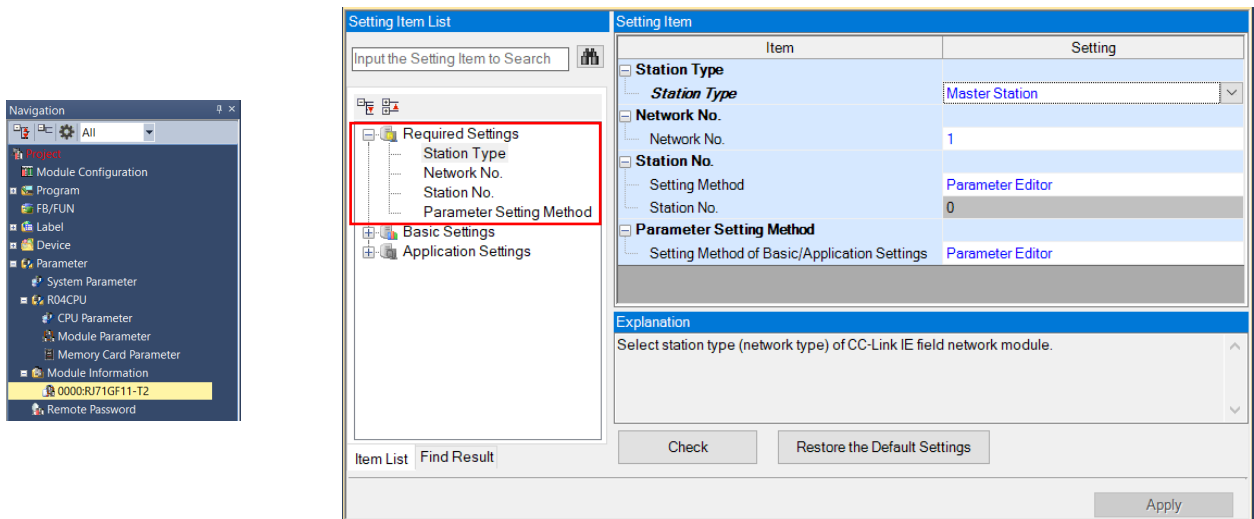 Navigation
All
Project
Module Configuration
Program
FB/FUN
Label
Device
Parameter
System Parameter
R04CPU
CPU Parameter
Module Parameter
Memory Card Parameter
Module Information
0000:RJ71GF11-T2
Remote Password
Setting Item List
Input the Setting Item to Search
Required Settings
Station Type
Network No.
Station No.
Parameter Setting Method
Basic Settings
Application Settings
Item List Find Result
Setting Item
Item Setting
Station Type
Station Type Master Station
Network No.
Network No. 1
Station No.
Setting Method Parameter Editor
Station No. 0
Parameter Setting Method
Setting Method of Basic/Application Settings Parameter Editor
Explanation
Select station type (network type) of CC-Link IE field network module.
Check Restore the Default Settings
Apply